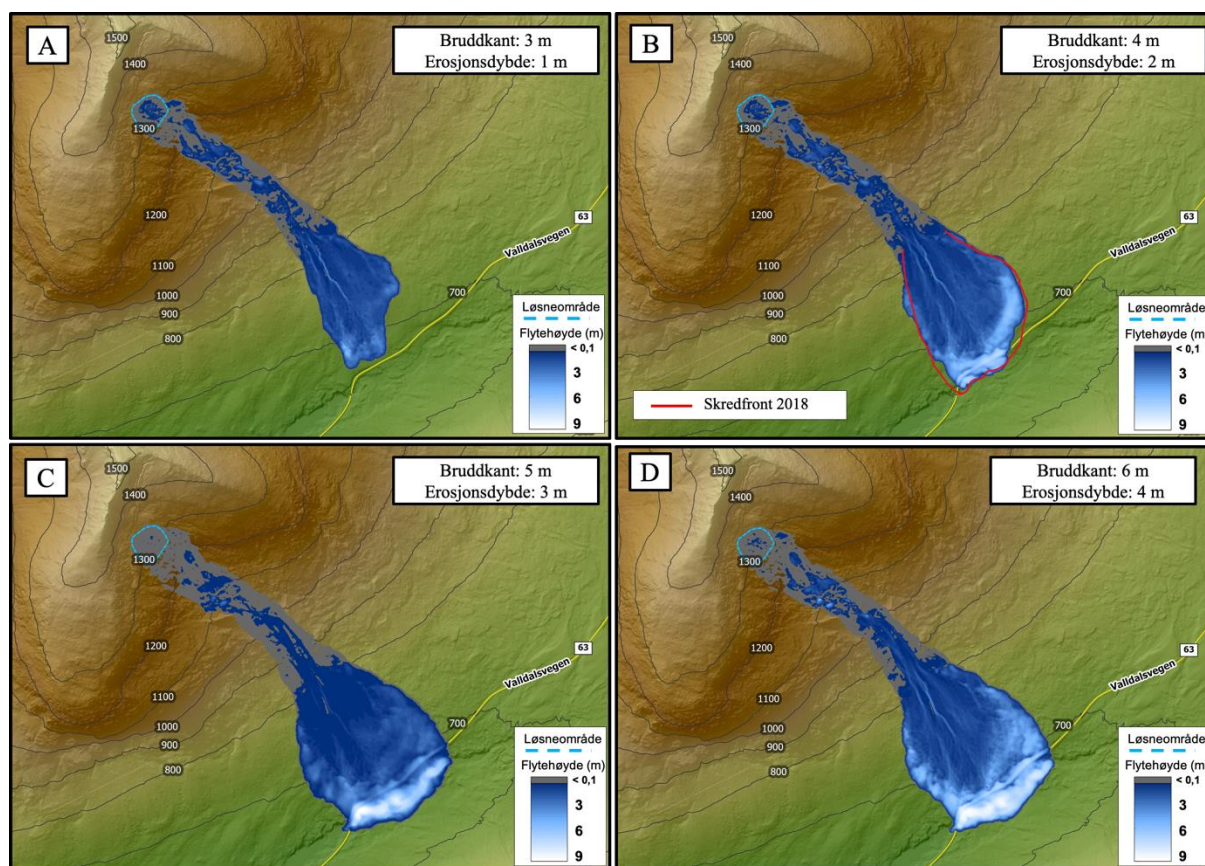 A
Bruddkant: 3 m
Erosjonsdybde: 1 m
1500
1400
1300
1200
1100
1000
900
800
700
63
Valldalsvegen
Løsneområde
Flytehøyde (m)
< 0,1
3
6
9
B
Bruddkant: 4 m
Erosjonsdybde: 2 m
1500
1400
1300
1200
1100
1000
900
800
700
63
Valldalsvegen
Skredfront 2018
Løsneområde
Flytehøyde (m)
< 0,1
3
6
9
C
Bruddkant: 5 m
Erosjonsdybde: 3 m
1500
1400
1300
1200
1100
1000
900
800
700
63
Valldalsvegen
Løsneområde
Flytehøyde (m)
< 0,1
3
6
9
D
Bruddkant: 6 m
Erosjonsdybde: 4 m
1500
1400
1300
1200
1100
1000
900
800
700
63
Valldalsvegen
Løsneområde
Flytehøyde (m)
< 0,1
3
6
9